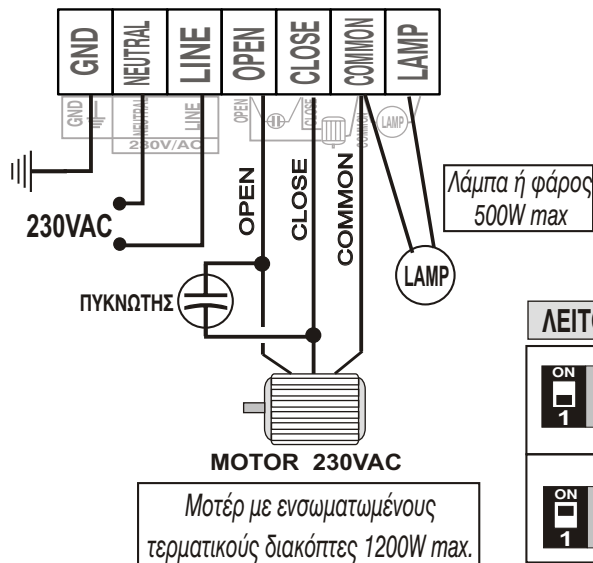 GND NEUTRAL LINE OPEN CLOSE COMMON LAMP
GND NEUTRAL LINE OPEN CLOSE COMMON LAMP
230V/AC
230VAC
OPEN CLOSE COMMON
Λάμπα ή φάρος
500W max
LAMP
ΠΥΚΝΩΤΗΣ
MOTOR 230VAC
Μοτέρ με ενσωματωμένους
τερματικούς διακόπτες 1200W max.
ON
1
ON
1